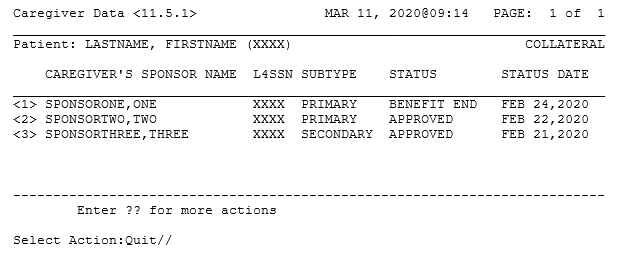 Caregiver Data <11.5.1> MAR 11, 2020@09:14 PAGE: 1 of 1
Patient: LASTNAME, FIRSTNAME (XXXX) COLLATERAL
CAREGIVER'S SPONSOR NAME L4SSN SUBTYPE STATUS STATUS DATE
<1> SPONSORONE,ONE XXXX PRIMARY BENEFIT END FEB 24,2020
<2> SPONSORTWO,TWO XXXX PRIMARY APPROVED FEB 22,2020
<3> SPONSORTHREE,THREE XXXX SECONDARY APPROVED FEB 21,2020
Enter ?? for more actions
Select Action:Quit//